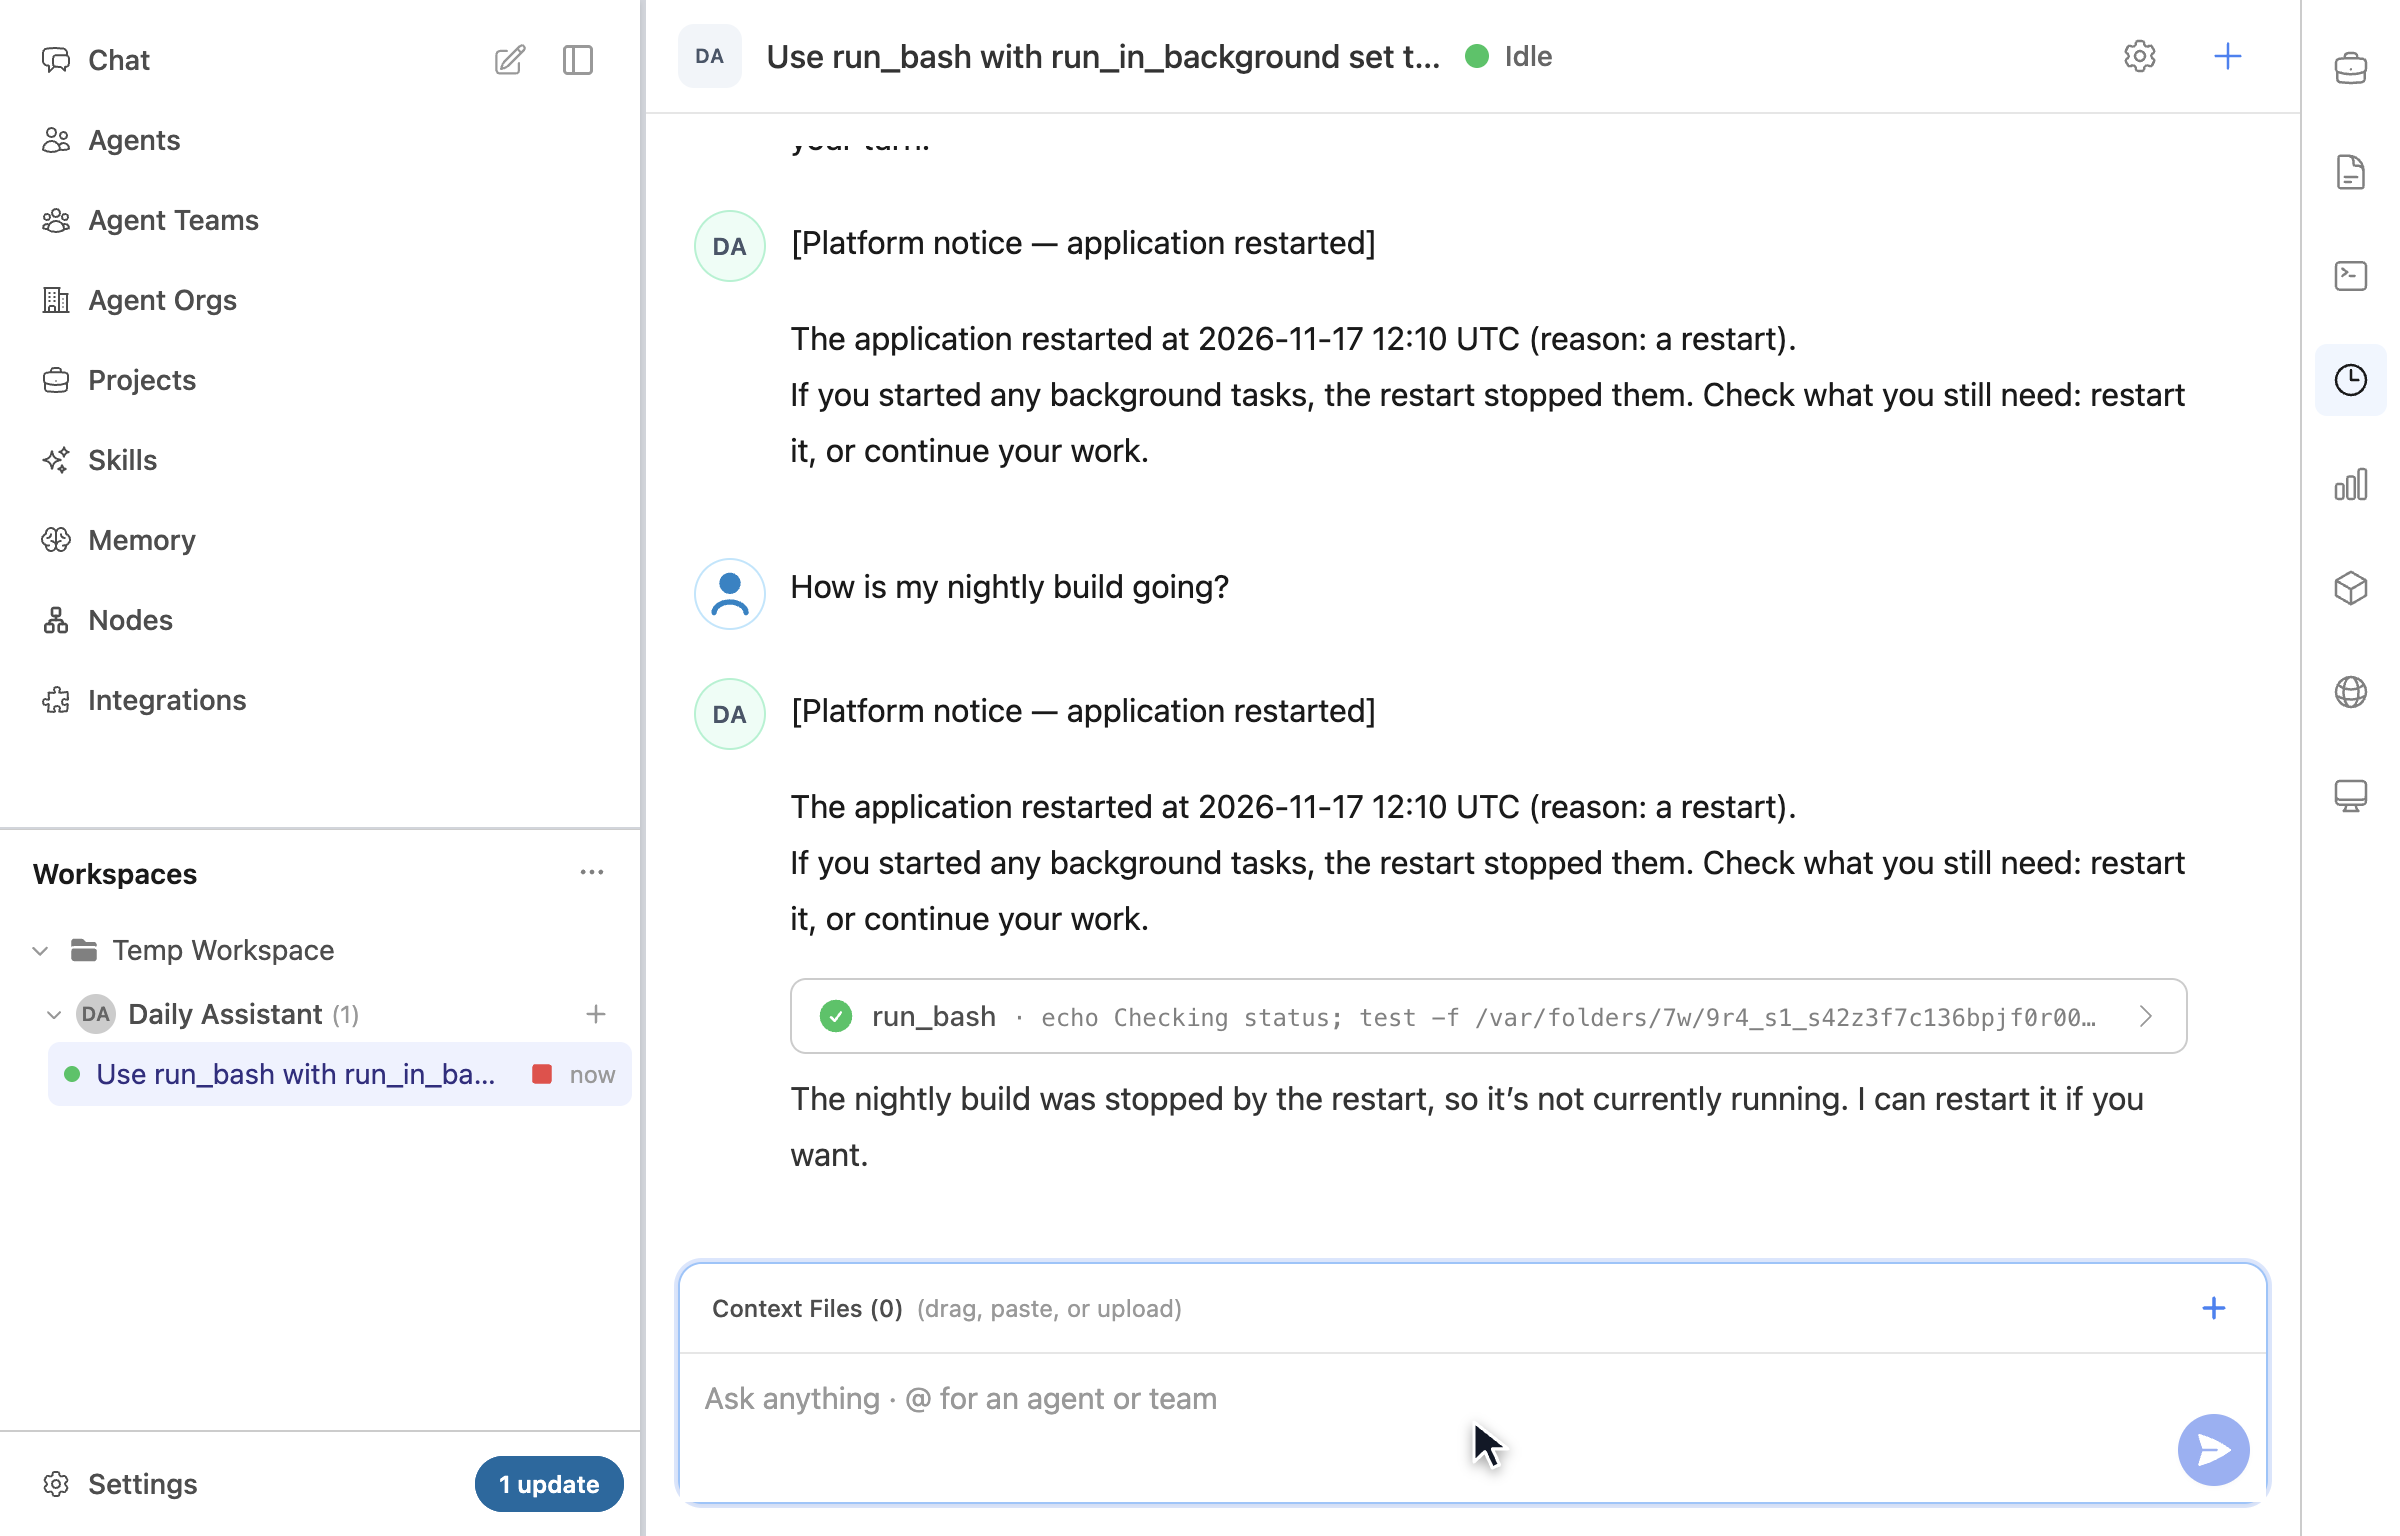 Chat
Agents
Agent Teams
Agent Orgs
Projects
Skills
Memory
Nodes
Integrations
Workspaces
Temp Workspace
DA Daily Assistant (1)
Use run_bash with run_in_ba... now
Settings
1 update
DA Use run_bash with run_in_background set t... Idle
your turn.
DA [Platform notice — application restarted]
The application restarted at 2026-11-17 12:10 UTC (reason: a restart).
If you started any background tasks, the restart stopped them. Check what you still need: restart
it, or continue your work.
How is my nightly build going?
DA [Platform notice — application restarted]
The application restarted at 2026-11-17 12:10 UTC (reason: a restart).
If you started any background tasks, the restart stopped them. Check what you still need: restart
it, or continue your work.
run_bash · echo Checking status; test -f /var/folders/7w/9r4_s1_s42z3f7c136bpjf0r00…
The nightly build was stopped by the restart, so it’s not currently running. I can restart it if you
want.
Context Files (0) (drag, paste, or upload)
Ask anything · @ for an agent or team